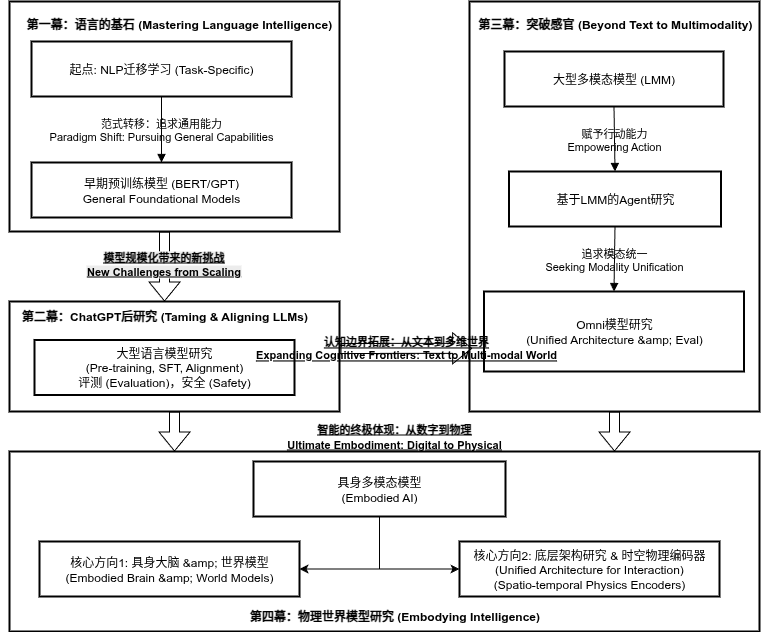 第一幕：语言的基石 (Mastering Language Intelligence)
起点: NLP迁移学习 (Task-Specific)
范式转移：追求通用能力
Paradigm Shift: Pursuing General Capabilities
早期预训练模型 (BERT/GPT)
General Foundational Models
模型规模化带来的新挑战
New Challenges from Scaling
第二幕：ChatGPT后研究 (Taming & Aligning LLMs)
大型语言模型研究
(Pre-training, SFT, Alignment)
评测 (Evaluation)，安全 (Safety)
认知边界拓展：从文本到多维世界
Expanding Cognitive Frontiers: Text to Multi-modal World
第三幕：突破感官 (Beyond Text to Multimodality)
大型多模态模型 (LMM)
赋予行动能力
Empowering Action
基于LMM的Agent研究
追求模态统一
Seeking Modality Unification
Omni模型研究
(Unified Architecture &amp; Eval)
智能的终极体现：从数字到物理
Ultimate Embodiment: Digital to Physical
具身多模态模型
(Embodied AI)
核心方向1: 具身大脑 &amp; 世界模型
(Embodied Brain &amp; World Models)
核心方向2: 底层架构研究 & 时空物理编码器
(Unified Architecture for Interaction)
(Spatio-temporal Physics Encoders)
第四幕：物理世界模型研究 (Embodying Intelligence)